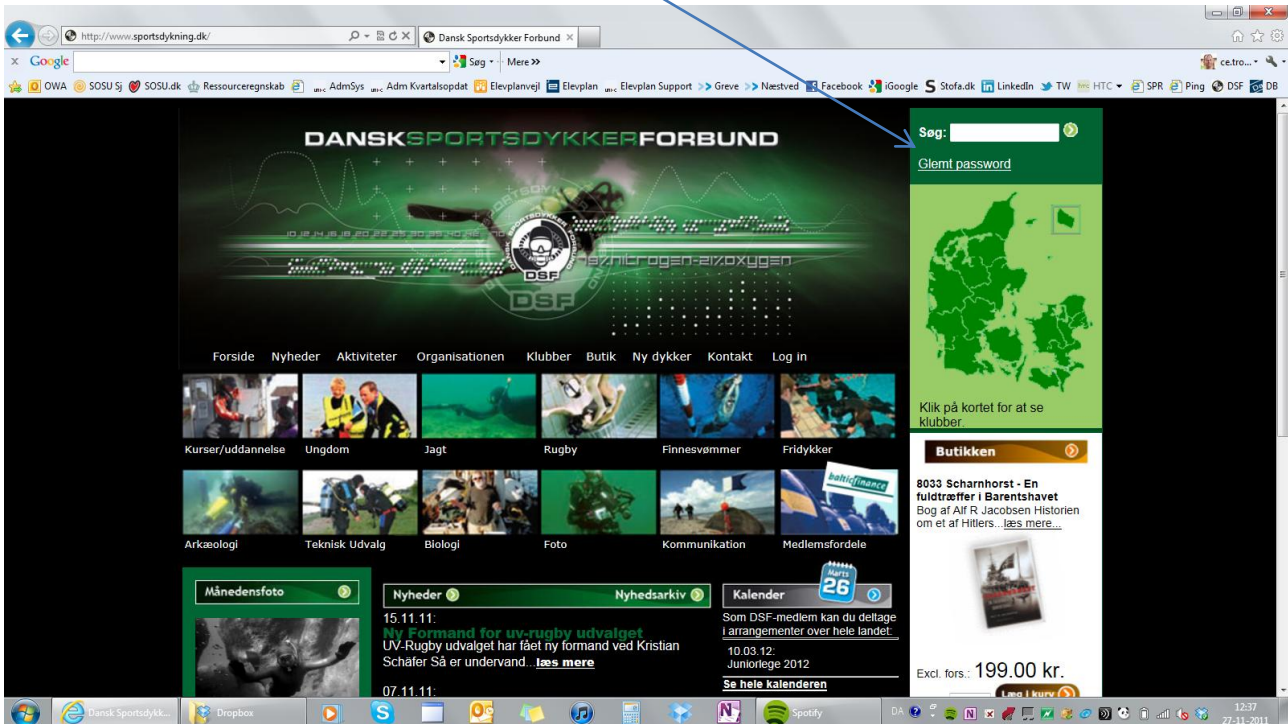 http://www.sportsdykning.dk/
Dansk Sportsdykker Forbund
x Google Søg Mere >> ce.tro...
OWA SOSU Sj SOSU.dk Ressourceregnskab AdmSys Adm Kvartalsopdat Elevplanvejl Elevplan Elevplan Support >> Greve >> Næstved Facebook iGoogle Stofa.dk LinkedIn TW HTC SPR Ping DSF DB
DANSKSPORTSDYKKERFORBUND
Søg:
Glemt password
79%nitrogen-21%oxygen
DSF
DSF
Forside Nyheder Aktiviteter Organisationen Klubber Butik Ny dykker Kontakt Log in
Klik på kortet for at se
klubber.
Kurser/uddannelse Ungdom Jagt Rugby Finnesvømmer Fridykker
balticfinance
Arkæologi Teknisk Udvalg Biologi Foto Kommunikation Medlemsfordele
Butikken
8033 Scharnhorst - En
fuldtræffer i Barentshavet
Bog af Alf R Jacobsen Historien
om et af Hitlers...læs mere...
Excl. fors.: 199.00 kr.
Læg i kurv
Månedensfoto
Nyheder Nyhedsarkiv
15.11.11:
Ny Formand for uv-rugby udvalget
UV-Rugby udvalget har fået ny formand ved Kristian
Schäfer Så er undervand...læs mere
07.11.11:
Kalender
Marts
26
Som DSF-medlem kan du deltage
i arrangementer over hele landet:
10.03.12:
Juniorlege 2012
Se hele kalenderen
Dansk Sportsdykk... Dropbox Spotify DA 12:37
27-11-2011